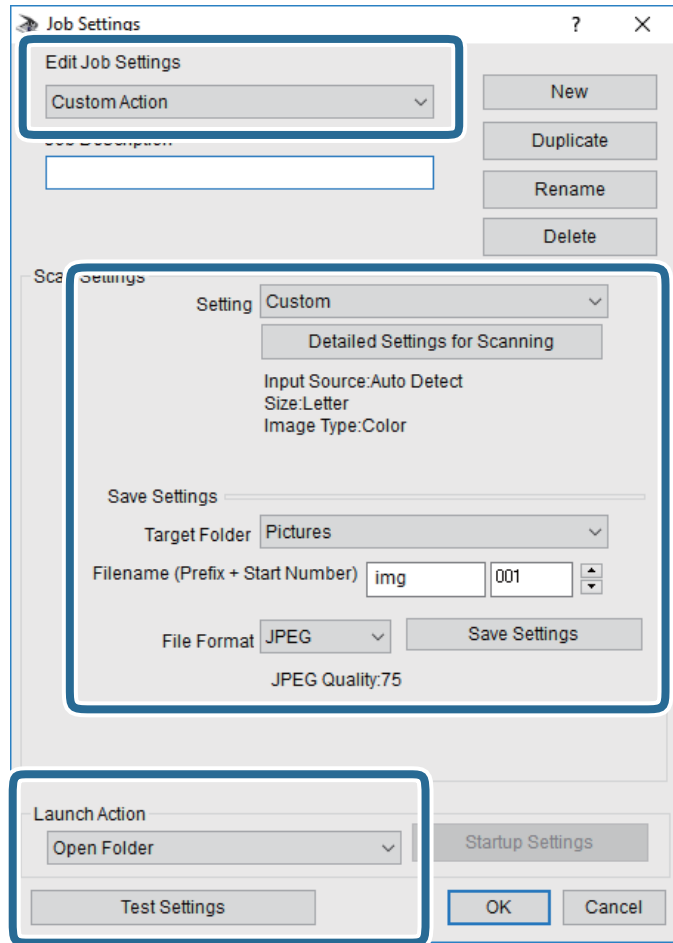 Job Settings
?
Edit Job Settings
Custom Action
New
Duplicate
Rename
Delete
Setting
Custom
Detailed Settings for Scanning
Input Source:Auto Detect
Size:Letter
Image Type:Color
Save Settings
Target Folder
Pictures
Filename (Prefix + Start Number)
img
001
File Format
JPEG
Save Settings
JPEG Quality:75
Launch Action
Open Folder
Startup Settings
Test Settings
OK
Cancel